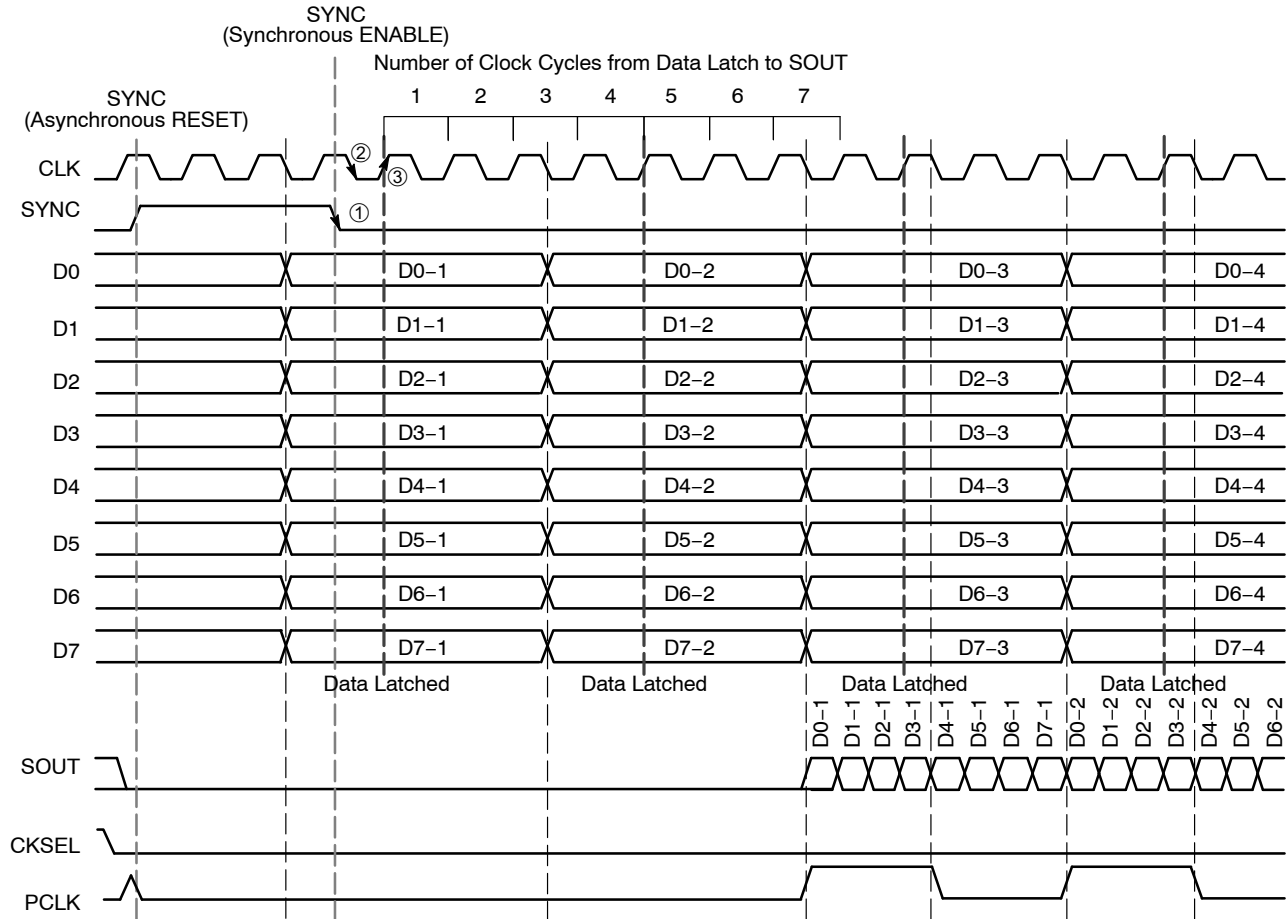 SYNC
(Synchronous ENABLE)
Number of Clock Cycles from Data Latch to SOUT
1 2 3 4 5 6 7
SYNC
(Asynchronous RESET)
CLK ② ③
SYNC ①
D0 D0−1 D0−2 D0−3 D0−4
D1 D1−1 D1−2 D1−3 D1−4
D2 D2−1 D2−2 D2−3 D2−4
D3 D3−1 D3−2 D3−3 D3−4
D4 D4−1 D4−2 D4−3 D4−4
D5 D5−1 D5−2 D5−3 D5−4
D6 D6−1 D6−2 D6−3 D6−4
D7 D7−1 D7−2 D7−3 D7−4
Data Latched Data Latched Data Latched Data Latched
D0−1 D1−1 D2−1 D3−1 D4−1 D5−1 D6−1 D7−1 D0−2 D1−2 D2−2 D3−2 D4−2 D5−2 D6−2
SOUT
CKSEL
PCLK